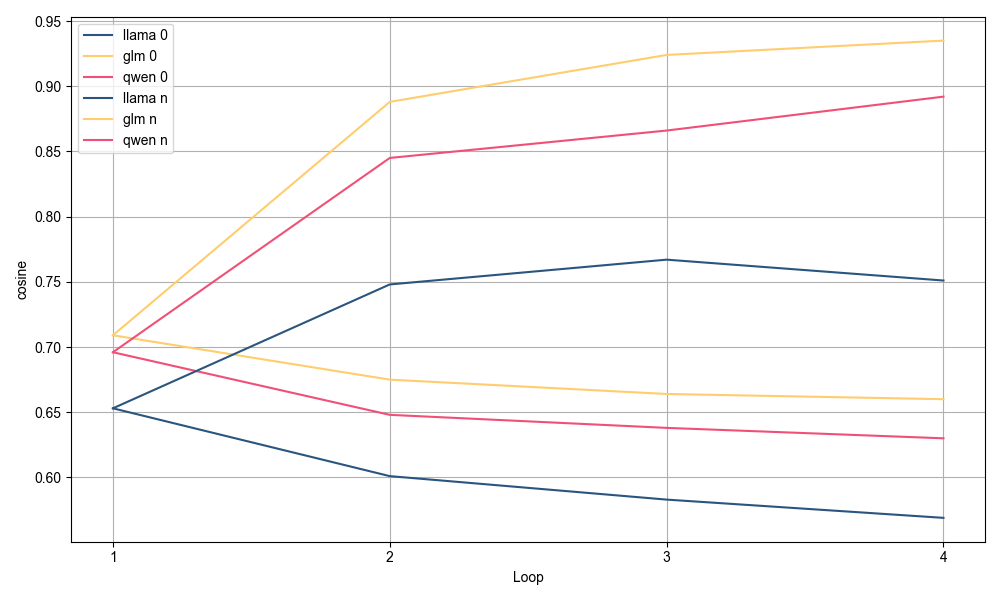 0.95
0.90
0.85
0.80
0.75
0.70
0.65
0.60
cosine
llama 0
glm 0
qwen 0
llama n
glm n
qwen n
1 2 3 4
Loop